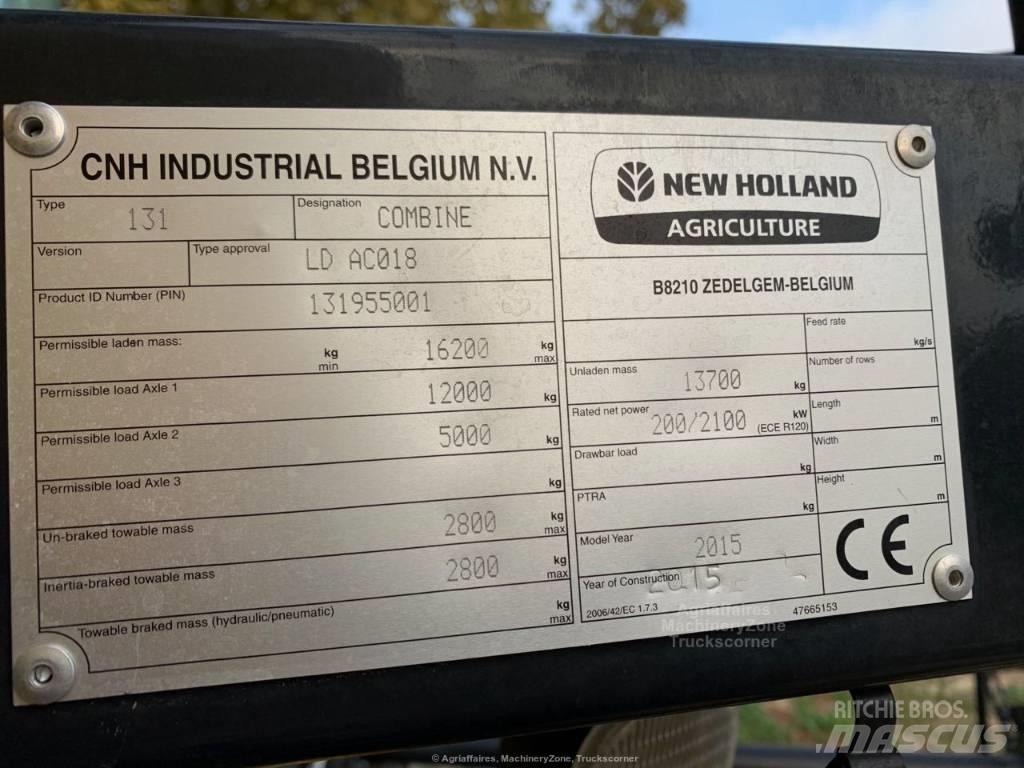 CNH INDUSTRIAL BELGIUM N.V.
Type 131 Designation COMBINE
Version Type approval LD AC018
Product ID Number (PIN) 131955001
Permissible laden mass: kg min 16200 kg max
Permissible load Axle 1 12000 kg
Permissible load Axle 2 5000 kg
Permissible load Axle 3 kg
Un-braked towable mass 2800 kg max
Inertia-braked towable mass 2800 kg max
Towable braked mass (hydraulic/pneumatic) kg max
NEW HOLLAND
AGRICULTURE
B8210 ZEDELGEM-BELGIUM
Feed rate kg/s
Unladen mass 13700 kg Number of rows
Rated net power 200/2100 kW (ECE R120) Length m
Drawbar load kg Width m
PTRA kg Height m
Model Year 2015
Year of Construction 2015
2006/42/EC 1.7.3 47665153
CE
Agriaffaires
MachineryZone
Truckscorner
RITCHIE BROS.
MASCUS
© Agriaffaires, MachineryZone, Truckscorner